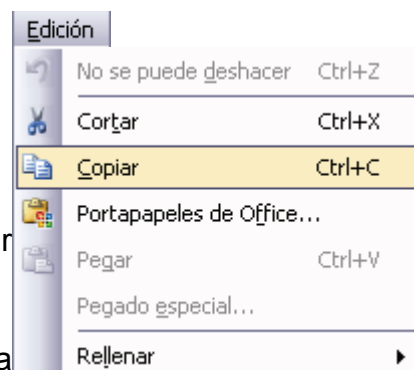 Edición
No se puede deshacer Ctrl+Z
Cortar Ctrl+X
Copiar Ctrl+C
Portapapeles de Office...
r
Pegar Ctrl+V
Pegado especial...
a
Rellenar